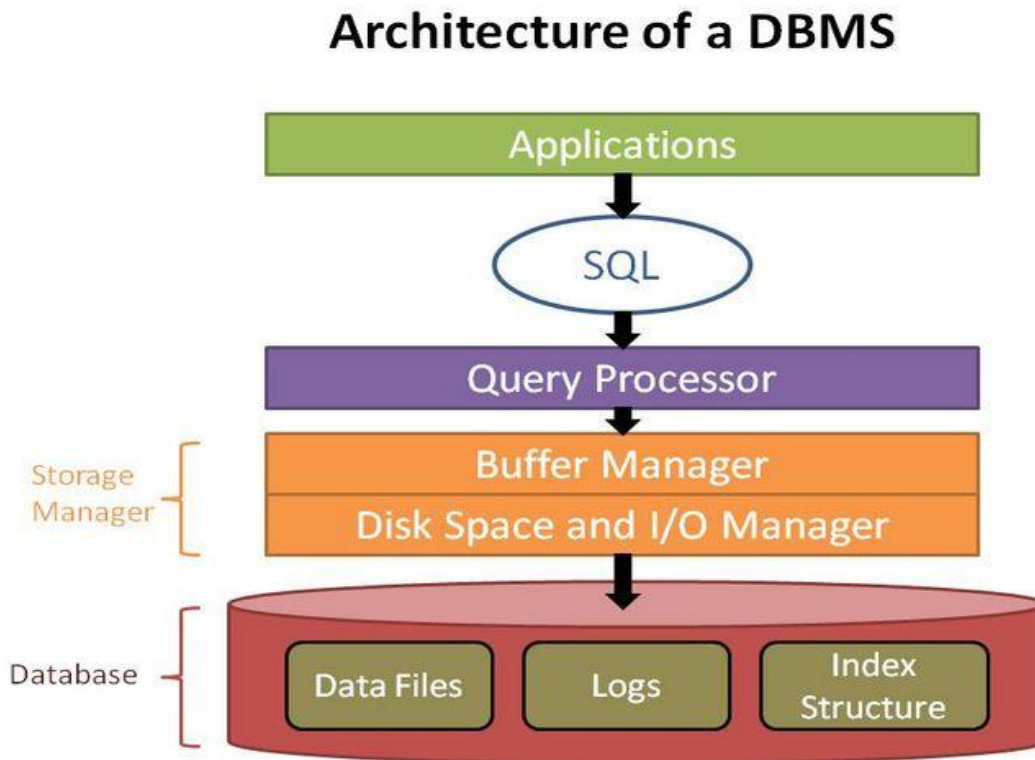 Architecture of a DBMS
Applications
SQL
Query Processor
Storage
Manager
Buffer Manager
Disk Space and I/O Manager
Database
Data Files
Logs
Index
Structure